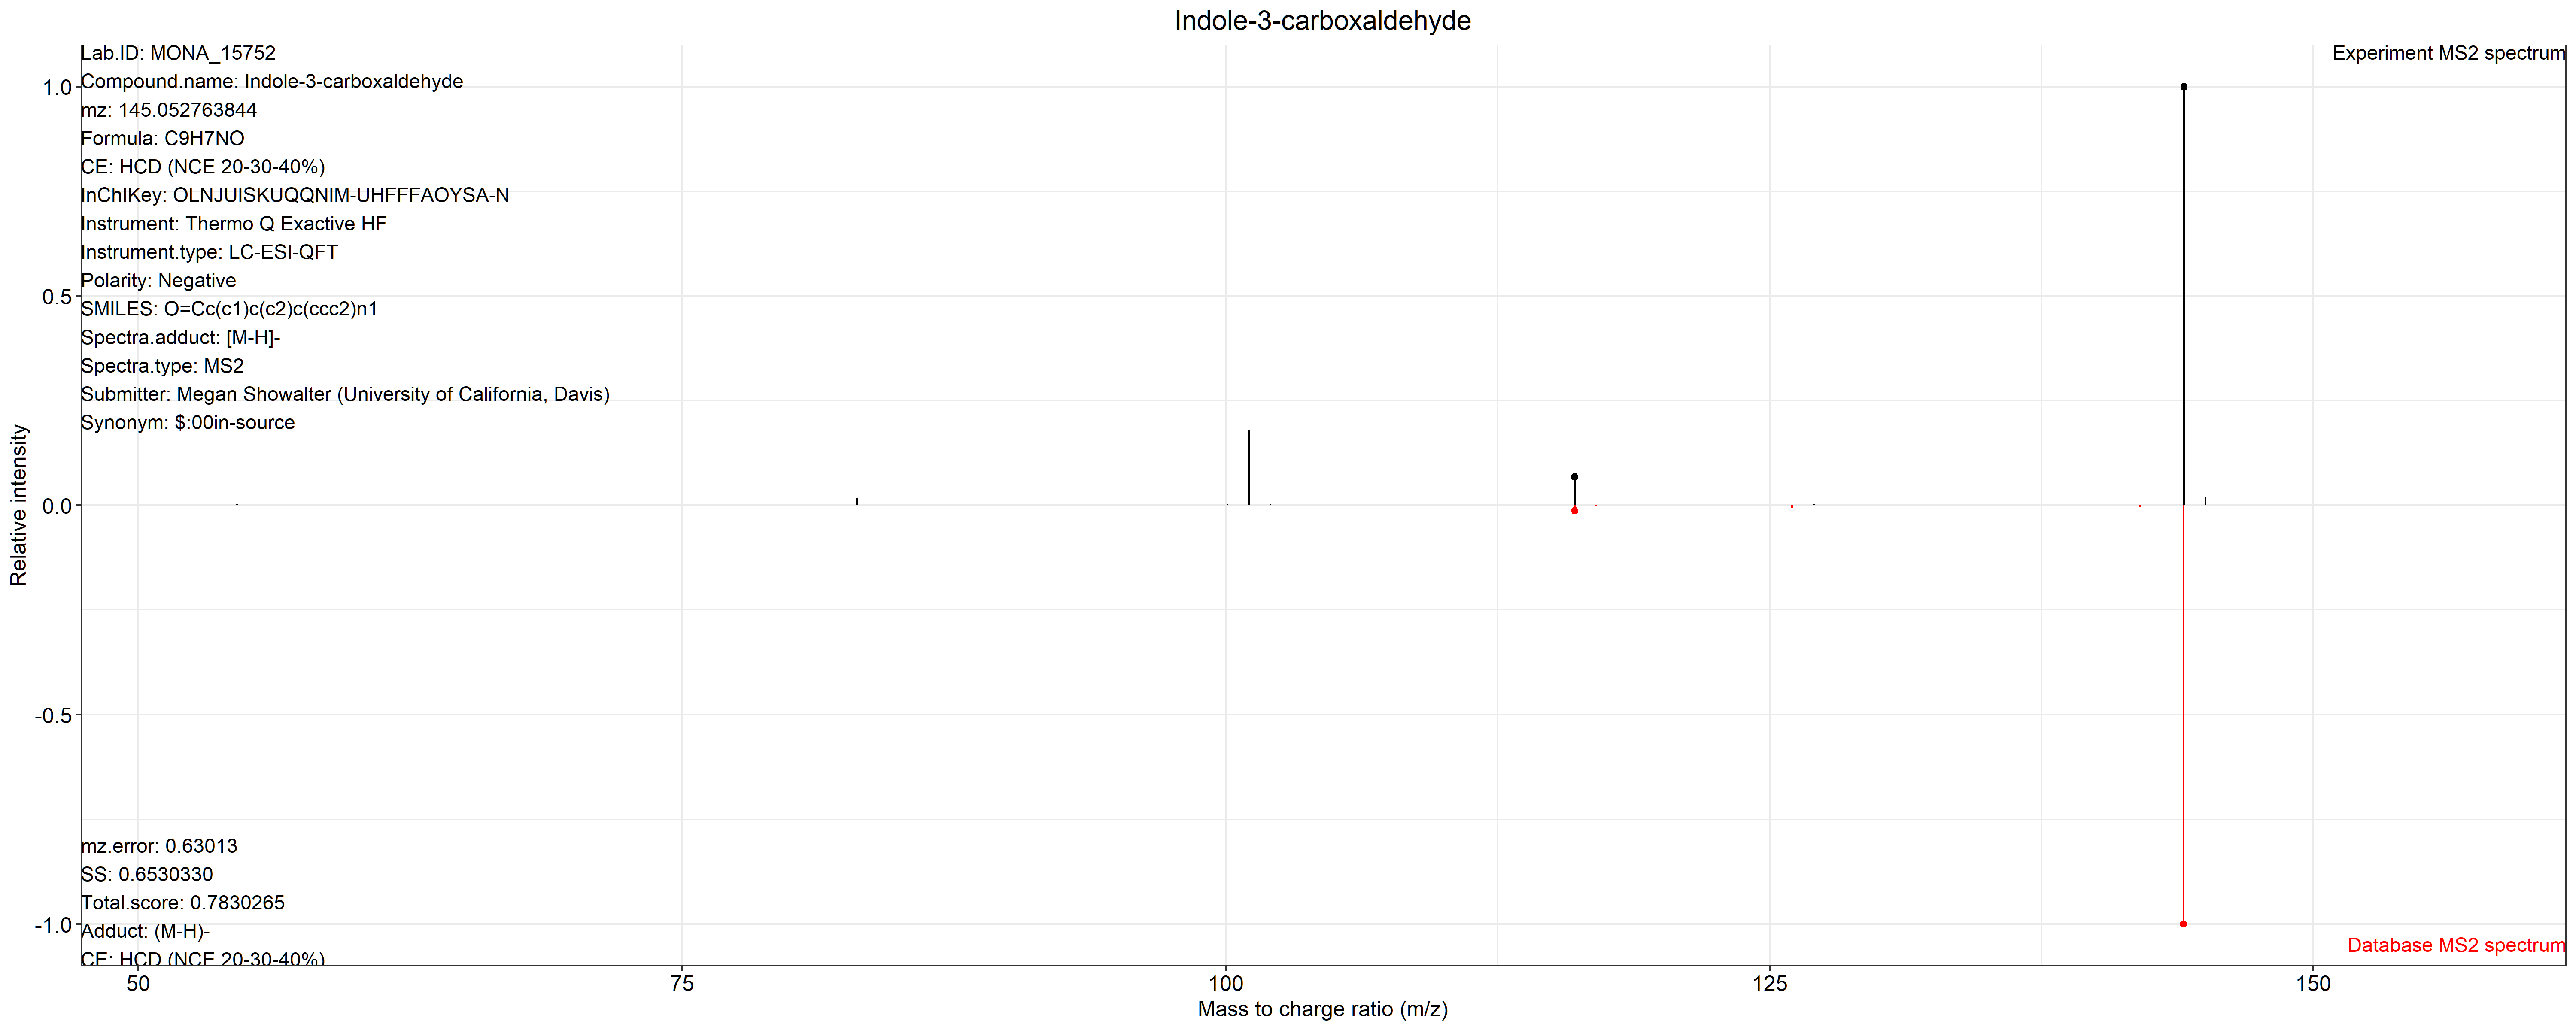 Indole-3-carboxaldehyde
Lab.ID: MONA_15752
Experiment MS2 spectrum
Compound.name: Indole-3-carboxaldehyde
mz: 145.052763844
Formula: C9H7NO
CE: HCD (NCE 20-30-40%)
InChIKey: OLNJUISKUQQNIM-UHFFFAOYSA-N
Instrument: Thermo Q Exactive HF
Instrument.type: LC-ESI-QFT
Polarity: Negative
SMILES: O=Cc(c1)c(c2)c(ccc2)n1
Spectra.adduct: [M-H]-
Spectra.type: MS2
Submitter: Megan Showalter (University of California, Davis)
Synonym: $:00in-source
1.0
0.5
0.0
-0.5
-1.0
Relative intensity
mz.error: 0.63013
SS: 0.6530330
Total.score: 0.7830265
Adduct: (M-H)-
CE: HCD (NCE 20-30-40%)
Database MS2 spectrum
50
75
100
125
150
Mass to charge ratio (m/z)